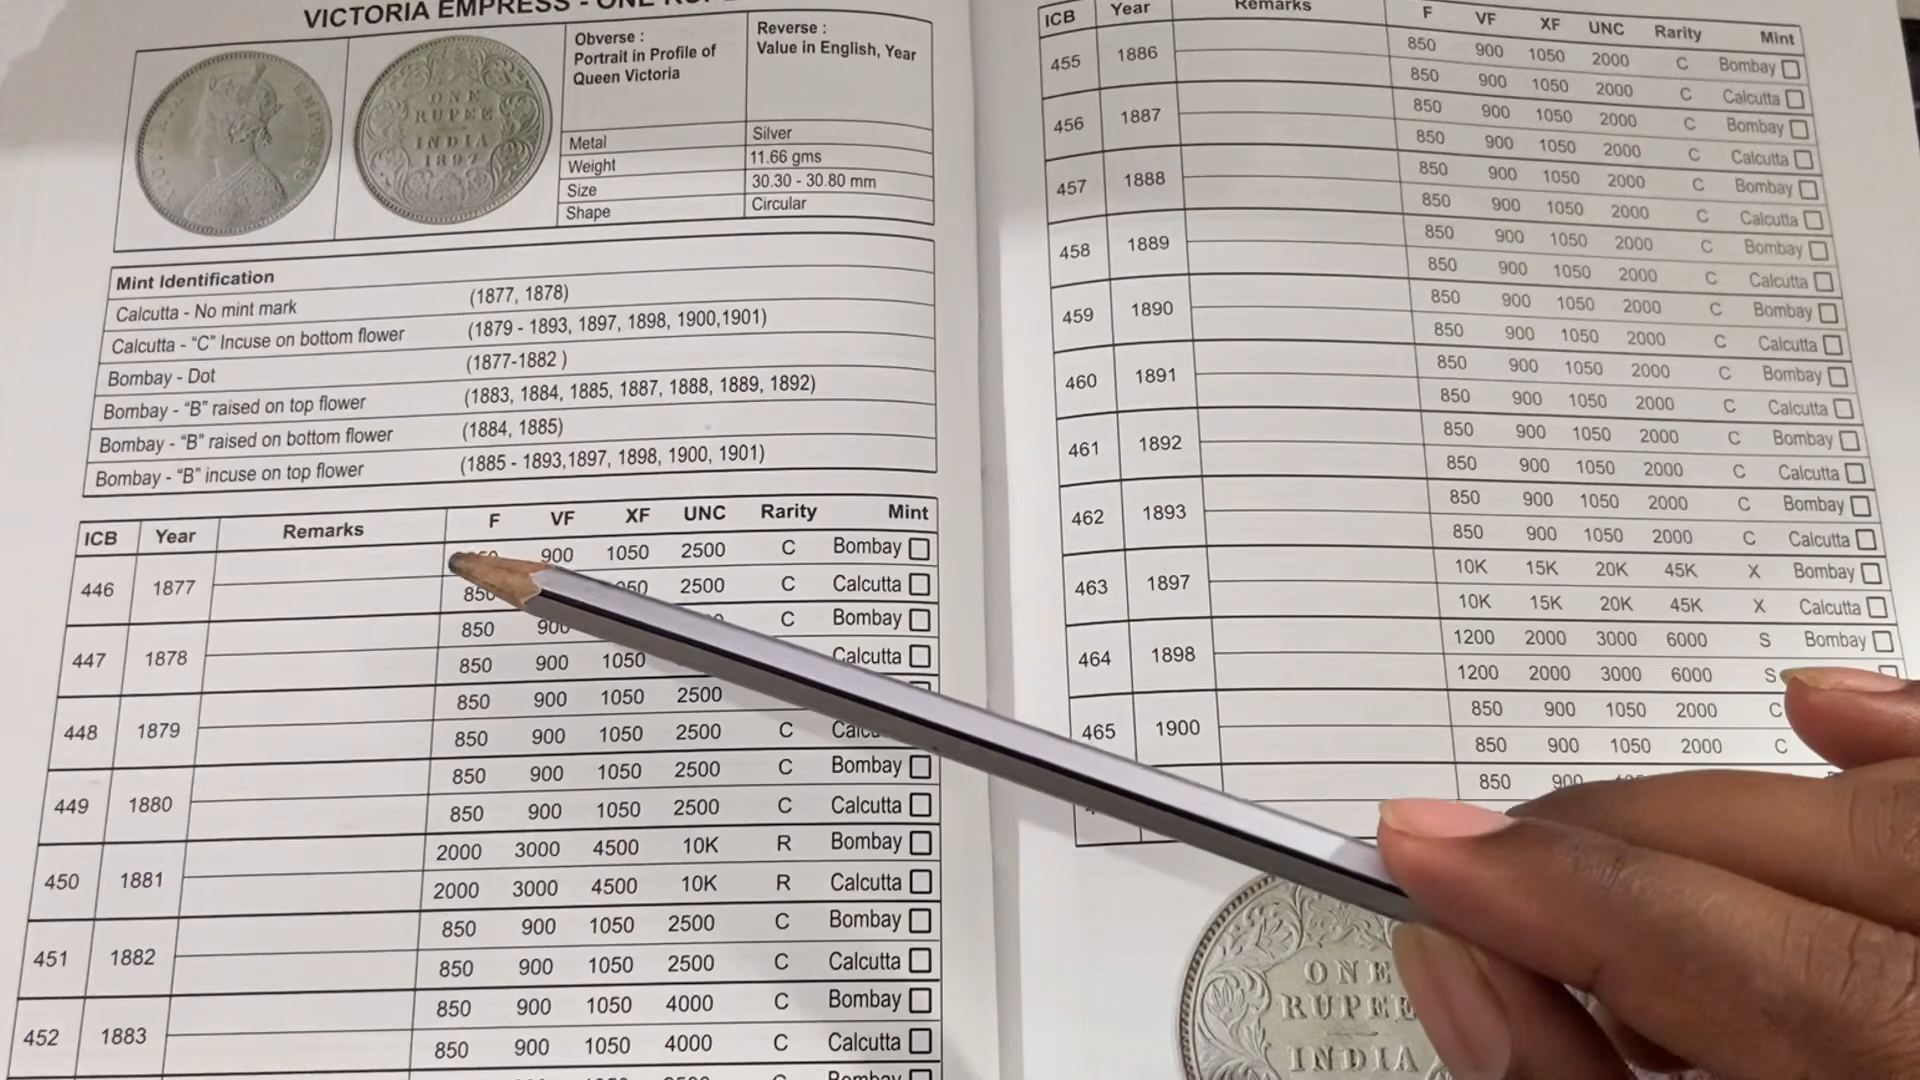 VICTORIA EMPRESS - ONE
VIC EMPRESS
ONE
RUPEE
INDIA
1897
Obverse :
Portrait in Profile of
Queen Victoria
Reverse :
Value in English, Year
Metal Silver
Weight 11.66 gms
Size 30.30 - 30.80 mm
Shape Circular
Mint Identification
Calcutta - No mint mark (1877, 1878)
Calcutta - “C” Incuse on bottom flower (1879 - 1893, 1897, 1898, 1900,1901)
Bombay - Dot (1877-1882 )
Bombay - “B” raised on top flower (1883, 1884, 1885, 1887, 1888, 1889, 1892)
Bombay - “B” raised on bottom flower (1884, 1885)
Bombay - “B” incuse on top flower (1885 - 1893,1897, 1898, 1900, 1901)
ICB Year Remarks F VF XF UNC Rarity Mint
446 1877 900 1050 2500 C Bombay
850 2500 C Calcutta
447 1878 850 900 C Bombay
850 900 1050 Calcutta
448 1879 850 900 1050 2500
850 900 1050 2500 C
449 1880 850 900 1050 2500 C Bombay
850 900 1050 2500 C Calcutta
450 1881 2000 3000 4500 10K R Bombay
2000 3000 4500 10K R Calcutta
451 1882 850 900 1050 2500 C Bombay
850 900 1050 2500 C Calcutta
452 1883 850 900 1050 4000 C Bombay
850 900 1050 4000 C Calcutta
Bombay
ICB Year Remarks F VF XF UNC Rarity Mint
455 1886 850 900 1050 2000 C Bombay
850 900 1050 2000 C Calcutta
456 1887 850 900 1050 2000 C Bombay
850 900 1050 2000 C Calcutta
457 1888 850 900 1050 2000 C Bombay
850 900 1050 2000 C Calcutta
458 1889 850 900 1050 2000 C Bombay
850 900 1050 2000 C Calcutta
459 1890 850 900 1050 2000 C Bombay
850 900 1050 2000 C Calcutta
460 1891 850 900 1050 2000 C Bombay
850 900 1050 2000 C Calcutta
461 1892 850 900 1050 2000 C Bombay
850 900 1050 2000 C Calcutta
462 1893 850 900 1050 2000 C Bombay
850 900 1050 2000 C Calcutta
463 1897 10K 15K 20K 45K X Bombay
10K 15K 20K 45K X Calcutta
464 1898 1200 2000 3000 6000 S Bombay
1200 2000 3000 6000 S
465 1900 850 900 1050 2000 C
850 900 1050 2000 C
850 900
ONE
RUPEE
INDIA